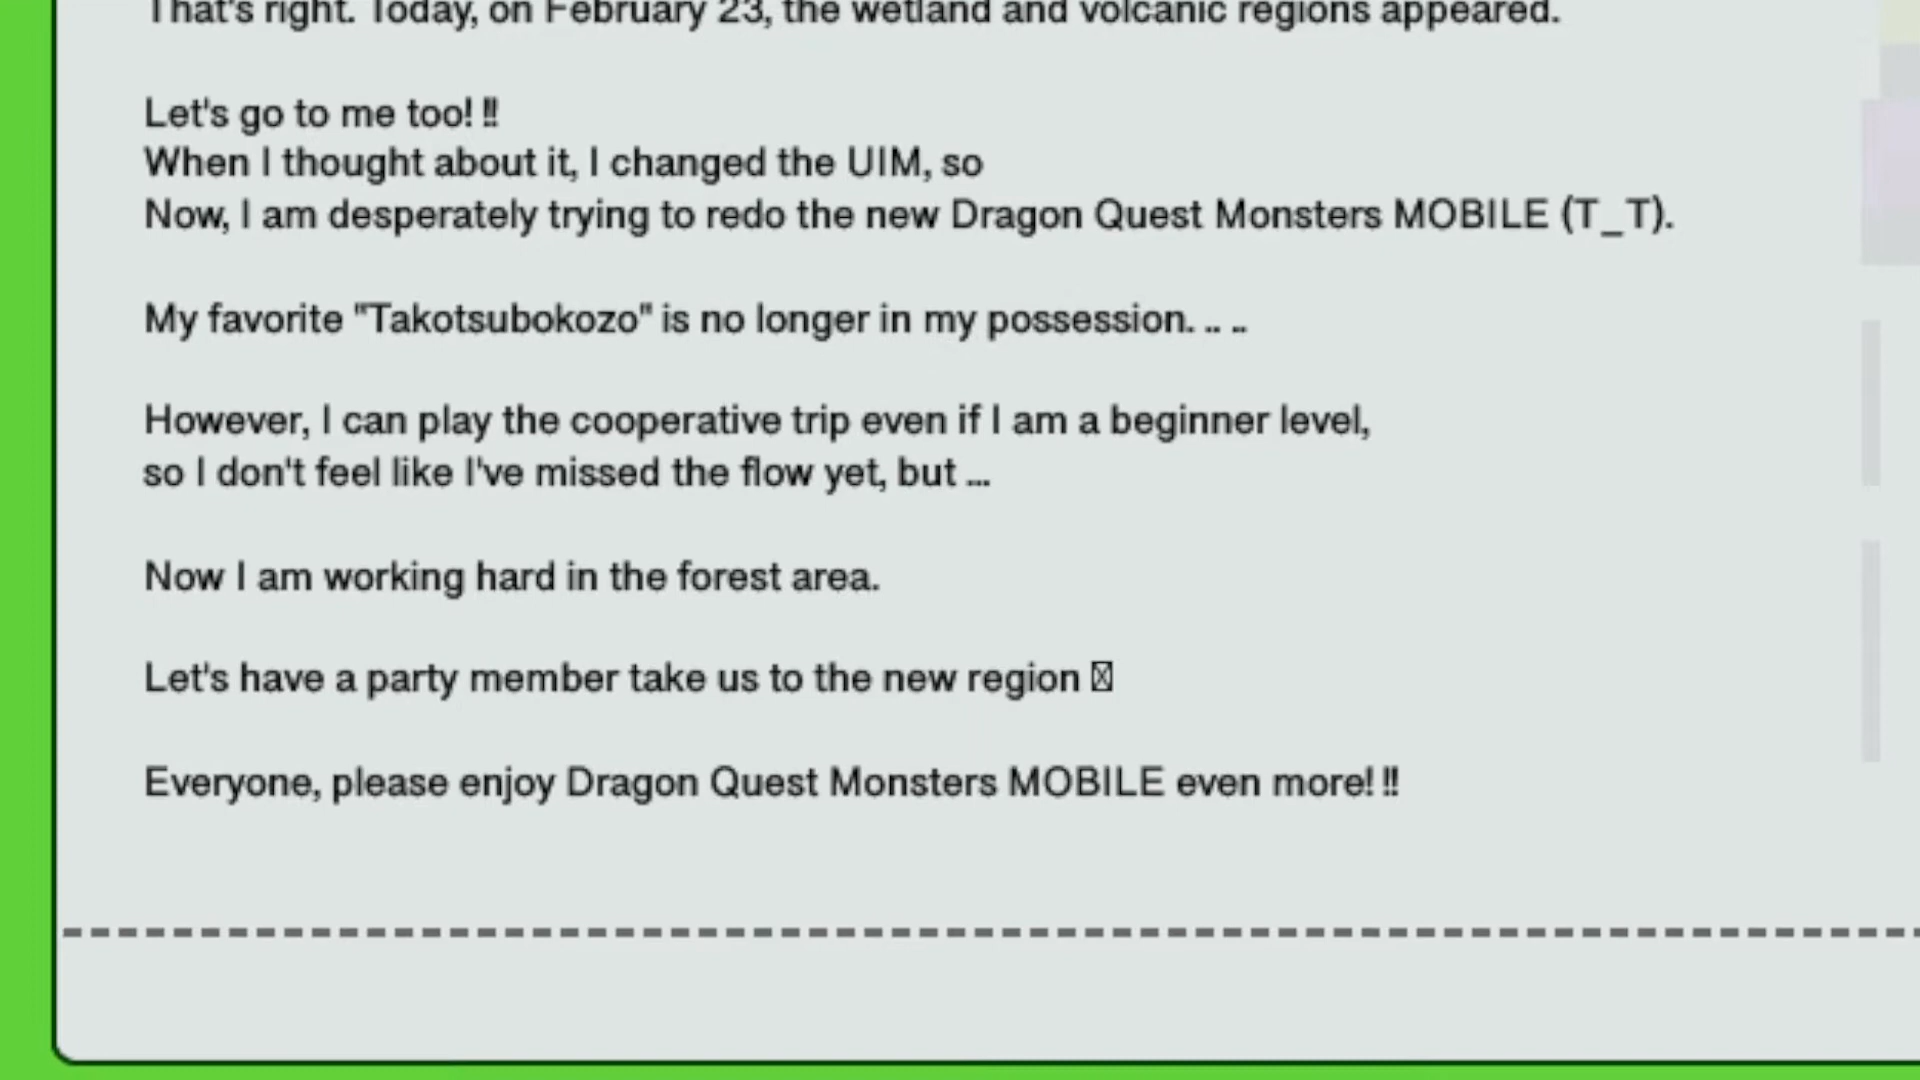 That's right. Today, on February 23, the wetland and volcanic regions appeared.
Let's go to me too! !!
When I thought about it, I changed the UIM, so
Now, I am desperately trying to redo the new Dragon Quest Monsters MOBILE (T_T).
My favorite "Takotsubokozo" is no longer in my possession. .. ..
However, I can play the cooperative trip even if I am a beginner level,
so I don't feel like I've missed the flow yet, but ...
Now I am working hard in the forest area.
Let's have a party member take us to the new region
Everyone, please enjoy Dragon Quest Monsters MOBILE even more! !!